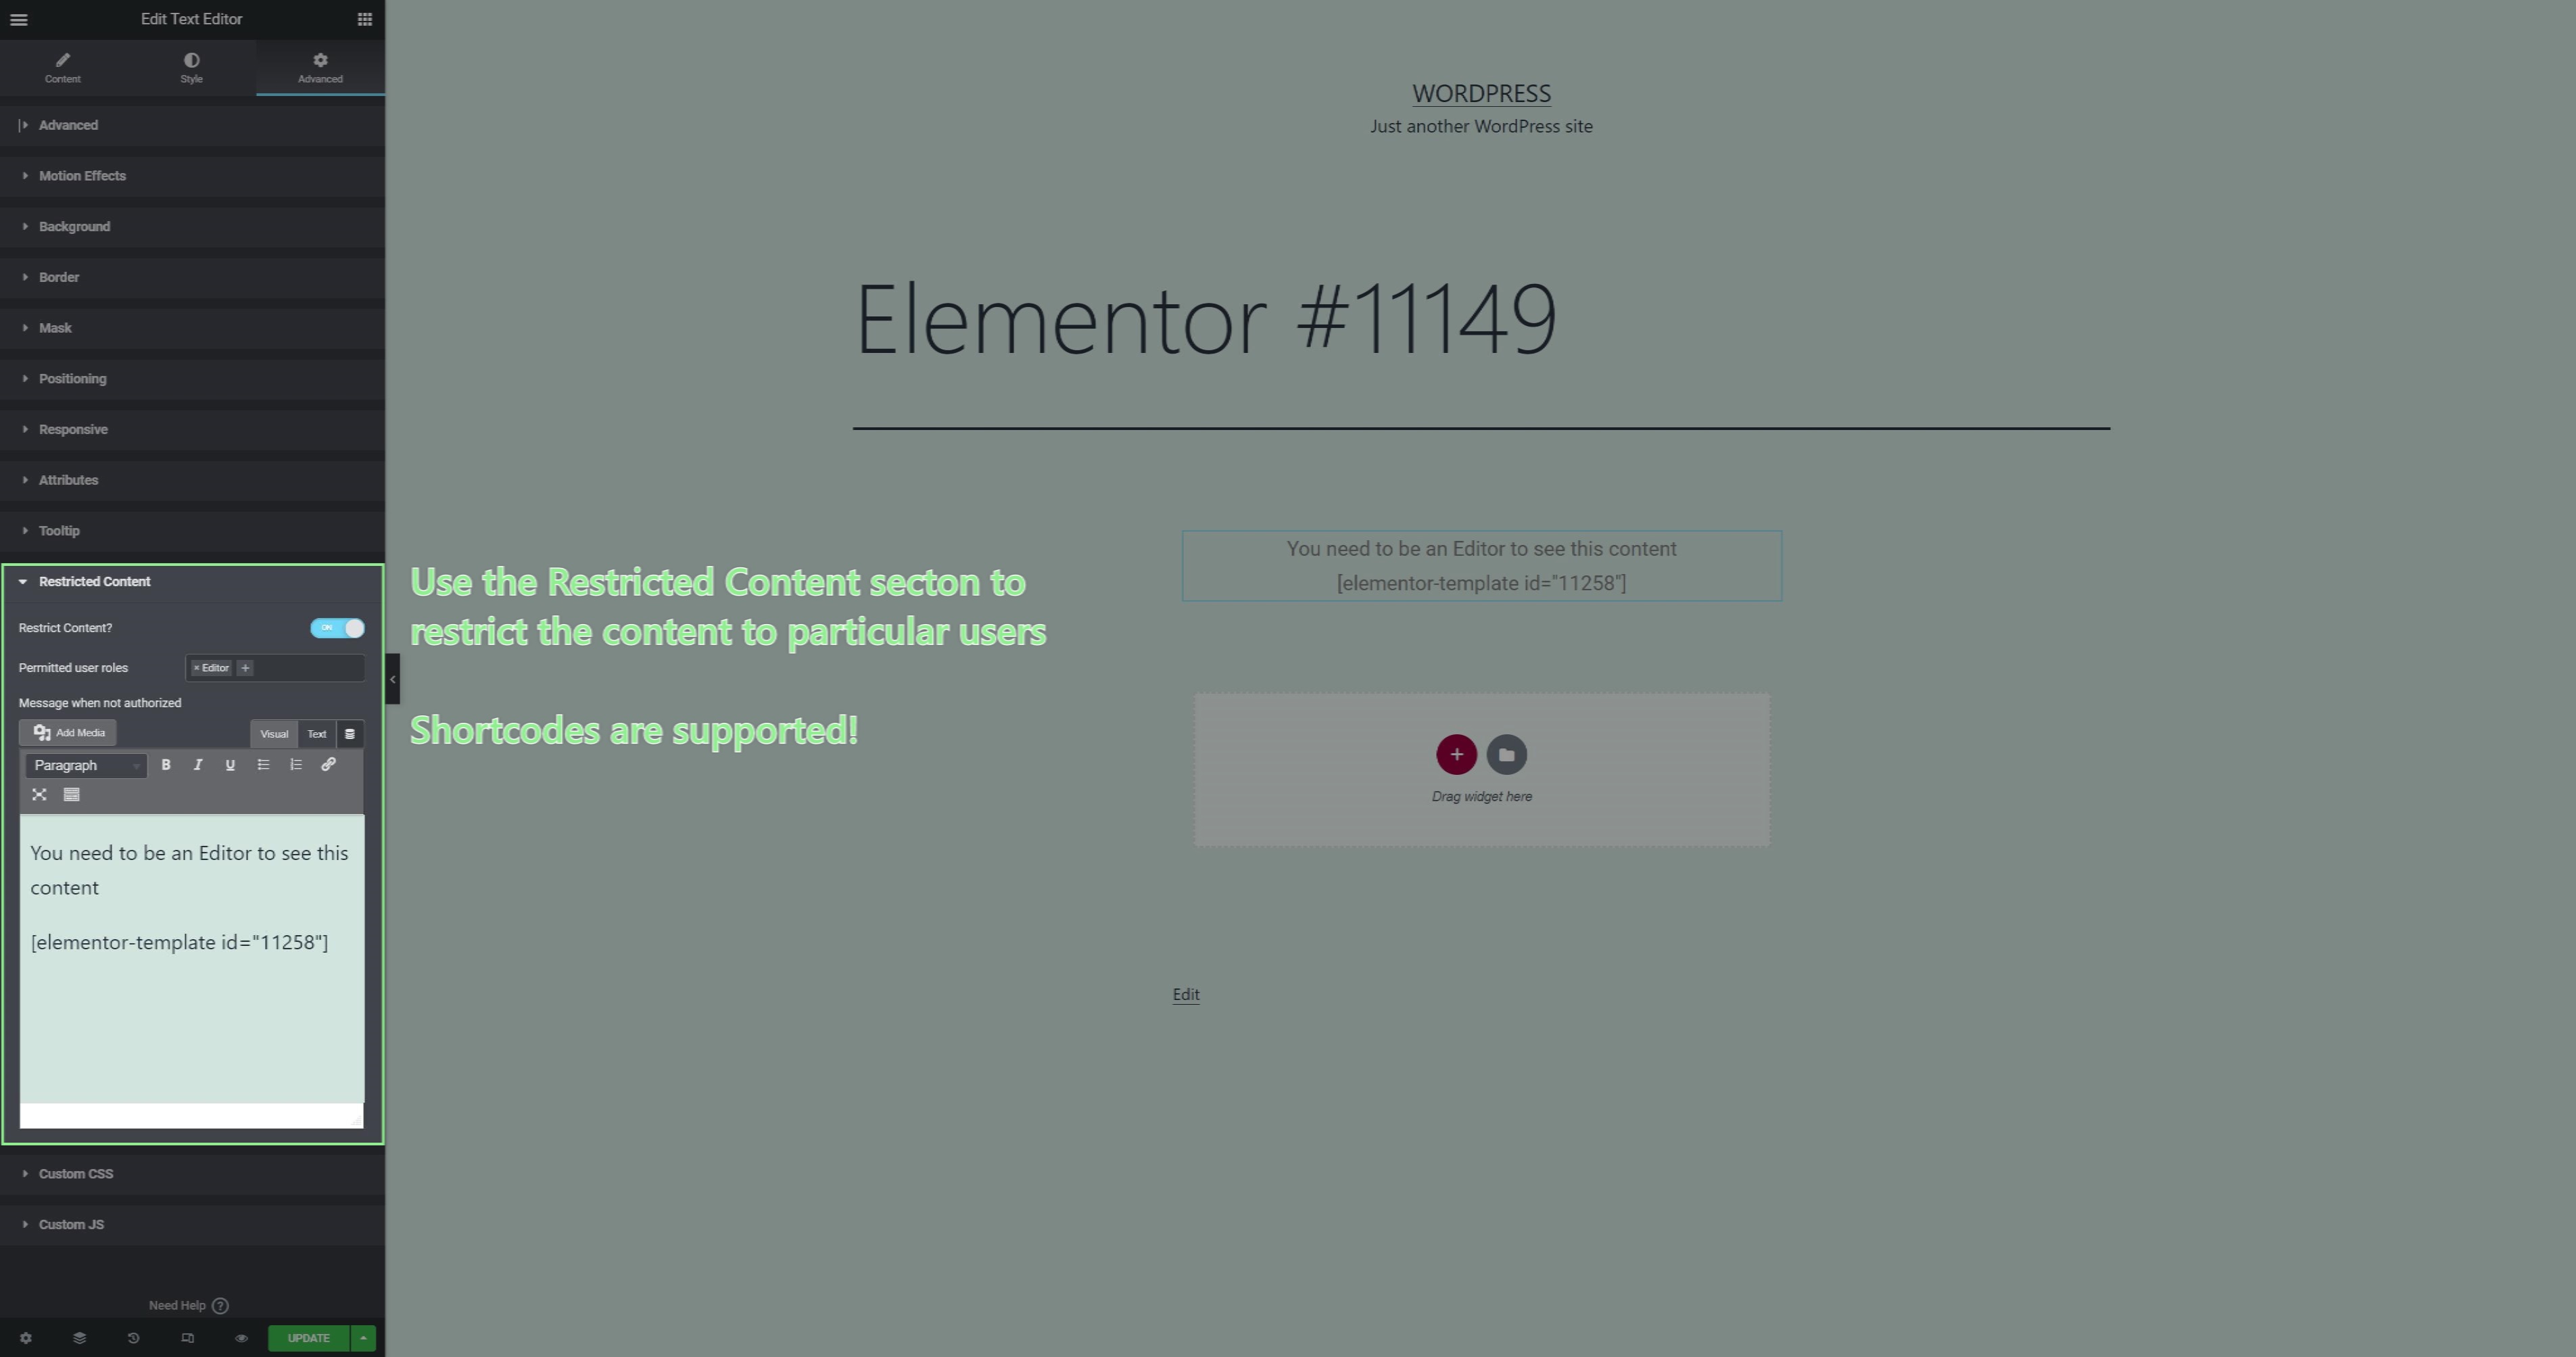 Edit Text Editor
Content
Style
Advanced
Advanced
Motion Effects
Background
Border
Mask
Positioning
Responsive
Attributes
Tooltip
Restricted Content
Restrict Content?
ON
Permitted user roles
× Editor +
Message when not authorized
Add Media
Visual
Text
Paragraph
B I U
You need to be an Editor to see this
content
[elementor-template id="11258"]
Custom CSS
Custom JS
Need Help ?
UPDATE
Use the Restricted Content secton to
restrict the content to particular users
Shortcodes are supported!
WORDPRESS
Just another WordPress site
Elementor #11149
You need to be an Editor to see this content
[elementor-template id="11258"]
Drag widget here
Edit